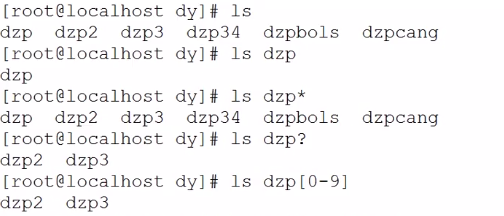 [root@localhost dy]# ls
dzp  dzp2  dzp3  dzp34  dzpbols  dzpcang
[root@localhost dy]# ls dzp
dzp
[root@localhost dy]# ls dzp*
dzp  dzp2  dzp3  dzp34  dzpbols  dzpcang
[root@localhost dy]# ls dzp?
dzp2  dzp3
[root@localhost dy]# ls dzp[0-9]
dzp2  dzp3